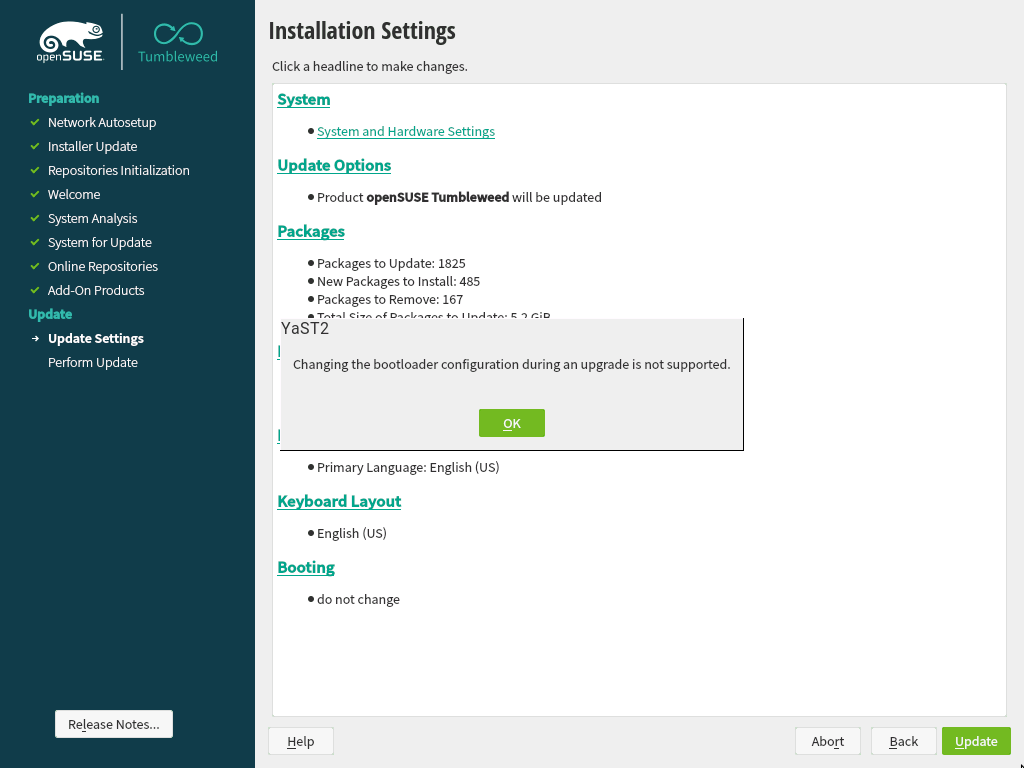 openSUSE
Tumbleweed
Preparation
Network Autosetup
Installer Update
Repositories Initialization
Welcome
System Analysis
System for Update
Online Repositories
Add-On Products
Update
Update Settings
Perform Update
Release Notes...
Installation Settings
Click a headline to make changes.
System
System and Hardware Settings
Update Options
Product openSUSE Tumbleweed will be updated
Packages
Packages to Update: 1825
New Packages to Install: 485
Packages to Remove: 167
Total Size of Packages to Update: 5.2 GiB
YaST2
Changing the bootloader configuration during an upgrade is not supported.
OK
Primary Language: English (US)
Keyboard Layout
English (US)
Booting
do not change
Help
Abort
Back
Update